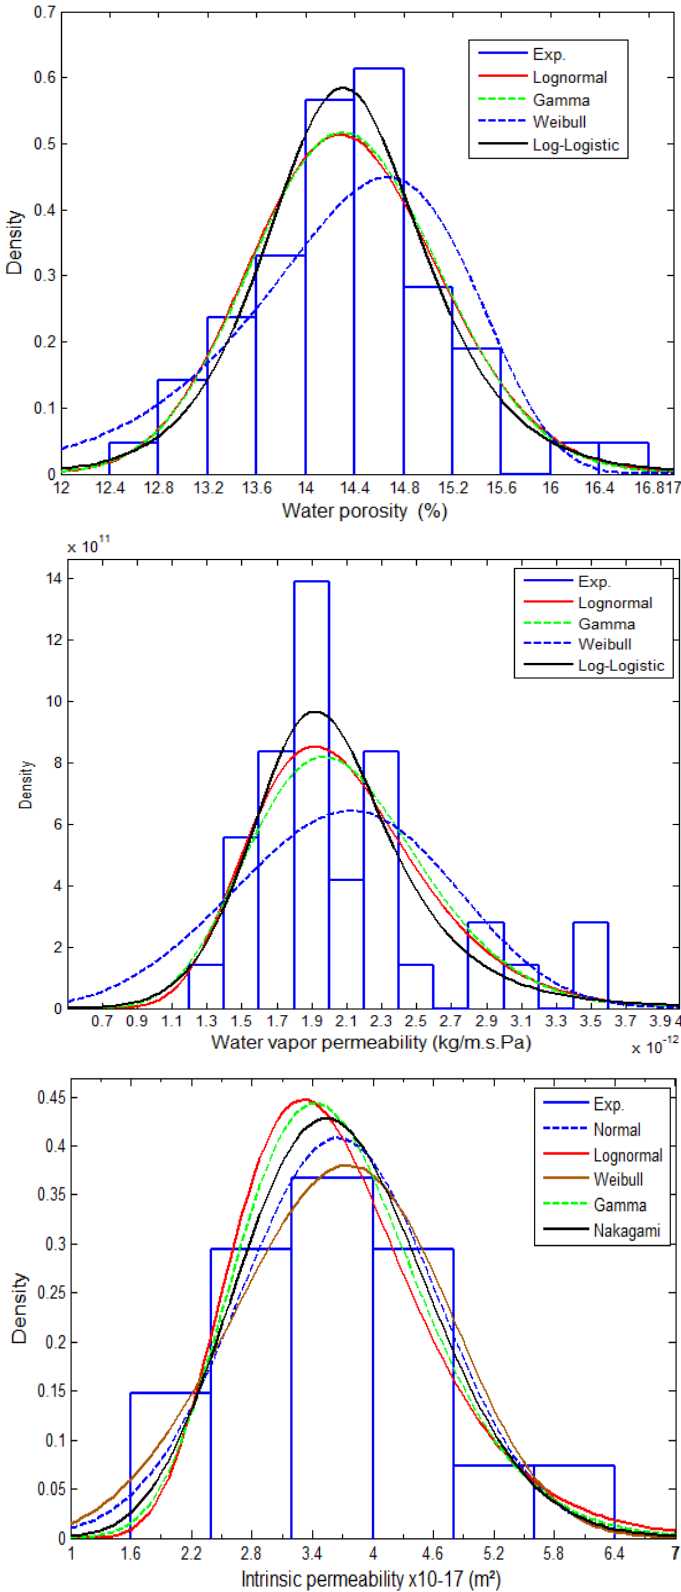 0.7
0.6
0.5
0.4
0.3
0.2
0.1
0
Density
Exp.
Lognormal
Gamma
Weibull
Log-Logistic
12 12.4 12.8 13.2 13.6 14 14.4 14.8 15.2 15.6 16 16.4 16.817
Water porosity (%)
x 10¹¹
14
12
10
8
6
4
2
0
Density
Exp.
Lognormal
Gamma
Weibull
Log-Logistic
0.7 0.9 1.1 1.3 1.5 1.7 1.9 2.1 2.3 2.5 2.7 2.9 3.1 3.3 3.5 3.7 3.9 4
Water vapor permeability (kg/m.s.Pa)
x 10⁻¹²
0.45
0.4
0.35
0.3
0.25
0.2
0.15
0.1
0.05
0
Density
Exp.
Normal
Lognormal
Weibull
Gamma
Nakagami
1 1.6 2.2 2.8 3.4 4 4.6 5.2 5.8 6.4 7
Intrinsic permeability x10-17 (m²)